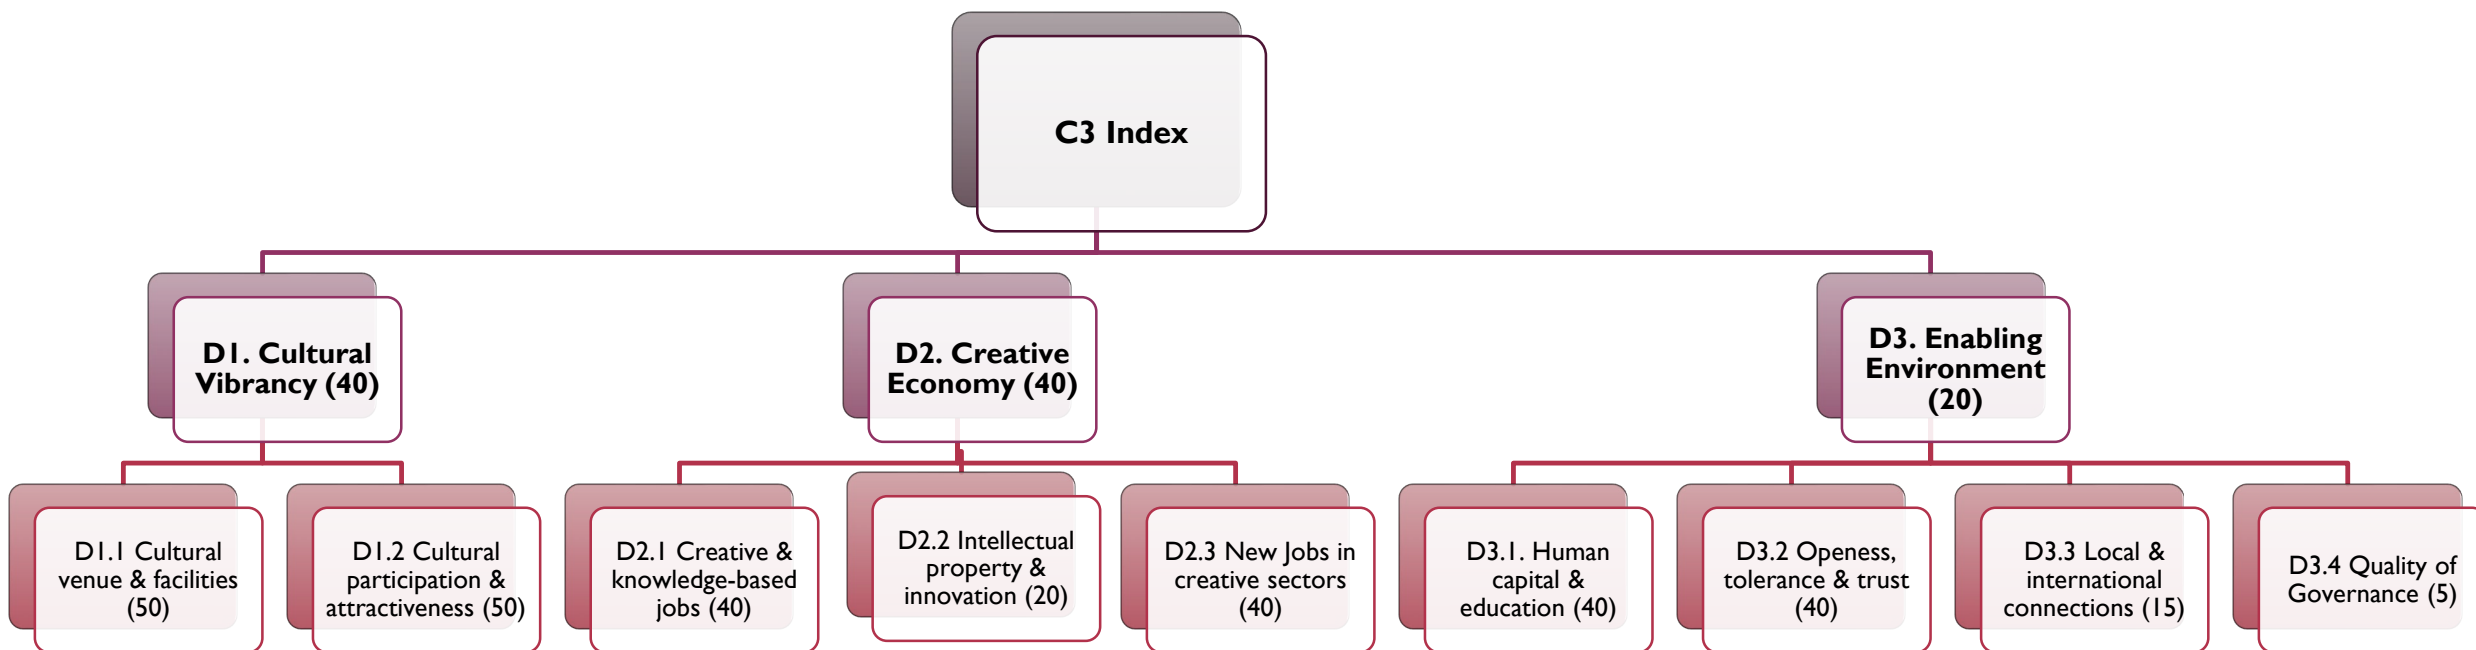 C3 Index
D1. Cultural
Vibrancy (40)
D2. Creative
Economy (40)
D3. Enabling
Environment
(20)
D1.1 Cultural
venue & facilities
(50)
D1.2 Cultural
participation &
attractiveness (50)
D2.1 Creative &
knowledge-based
jobs (40)
D2.2 Intellectual
property &
innovation (20)
D2.3 New Jobs in
creative sectors
(40)
D3.1. Human
capital &
education (40)
D3.2 Openess,
tolerance & trust
(40)
D3.3 Local &
international
connections (15)
D3.4 Quality of
Governance (5)